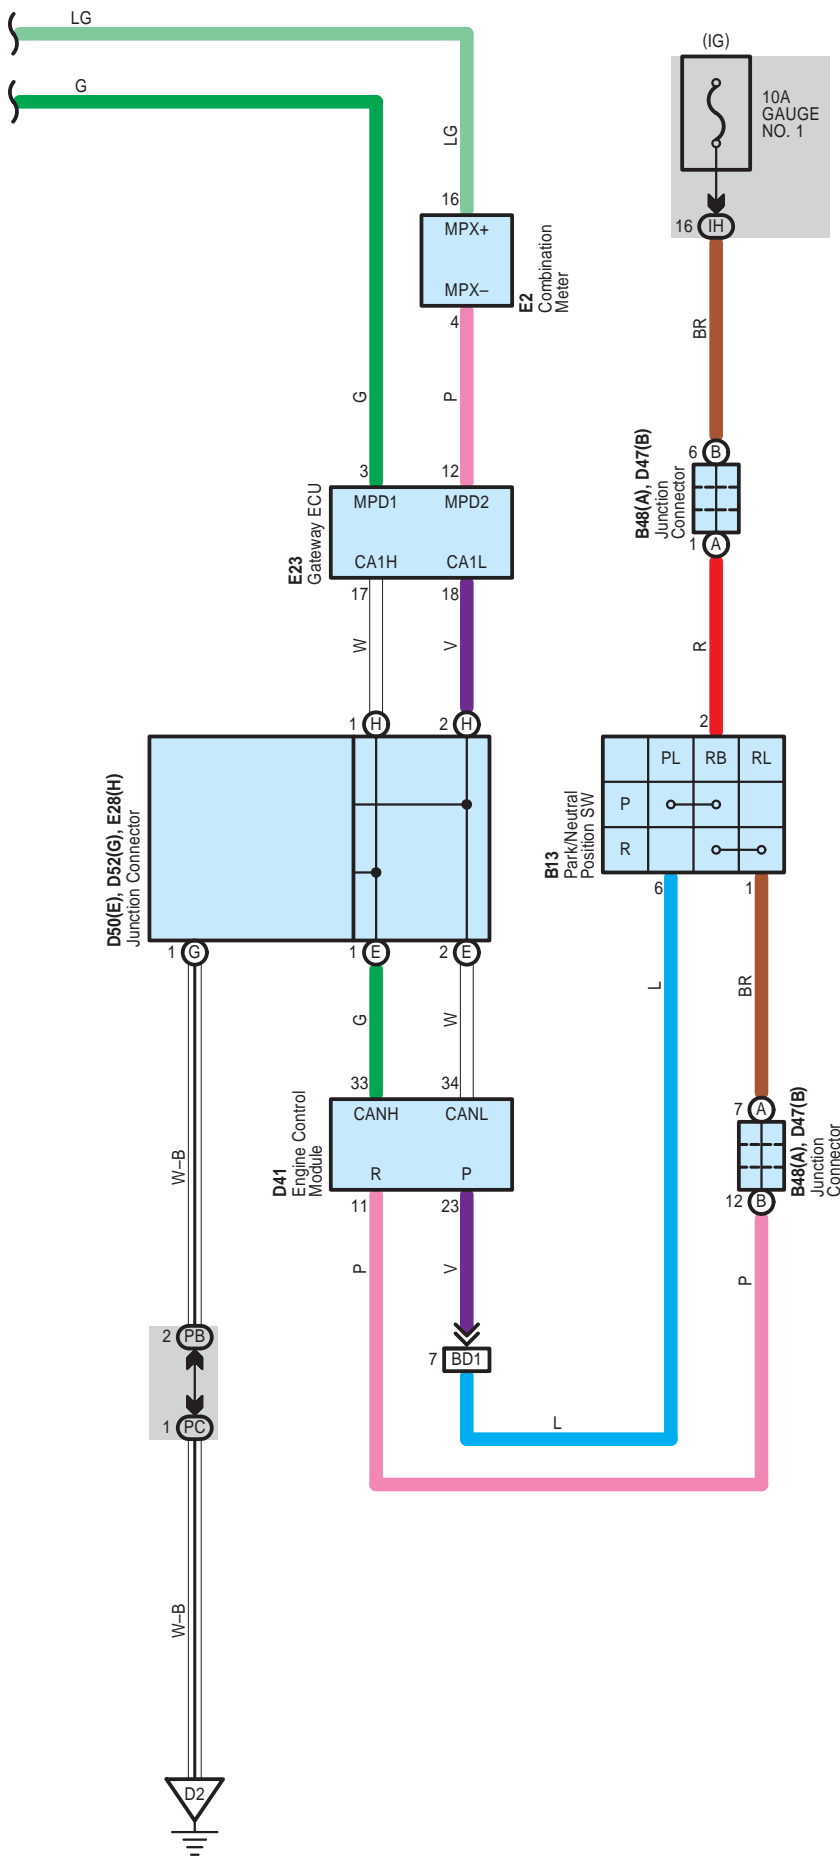 LG
(IG)
G
10A
GAUGE
NO. 1
LG
16
16 IH
MPX+
MPX–
E2
Combination
Meter
4
BR
G
P
6 B
B48(A), D47(B)
Junction
Connector
3
12
MPD1
MPD2
E23
Gateway ECU
CA1H
CA1L
1 A
17
18
W
V
R
1 H
2 H
2
PL
RB
RL
P
R
B13
Park/Neutral
Position SW
D50(E), D52(G), E28(H)
Junction Connector
6
1
1 G
1 E
2 E
G
W
L
BR
33
34
CANH
CANL
D41
Engine Control
Module
R
P
7 A
B48(A), D47(B)
Junction
Connector
W–B
11
23
12 B
P
V
P
2 PB
7 BD1
1 PC
L
W–B
D2